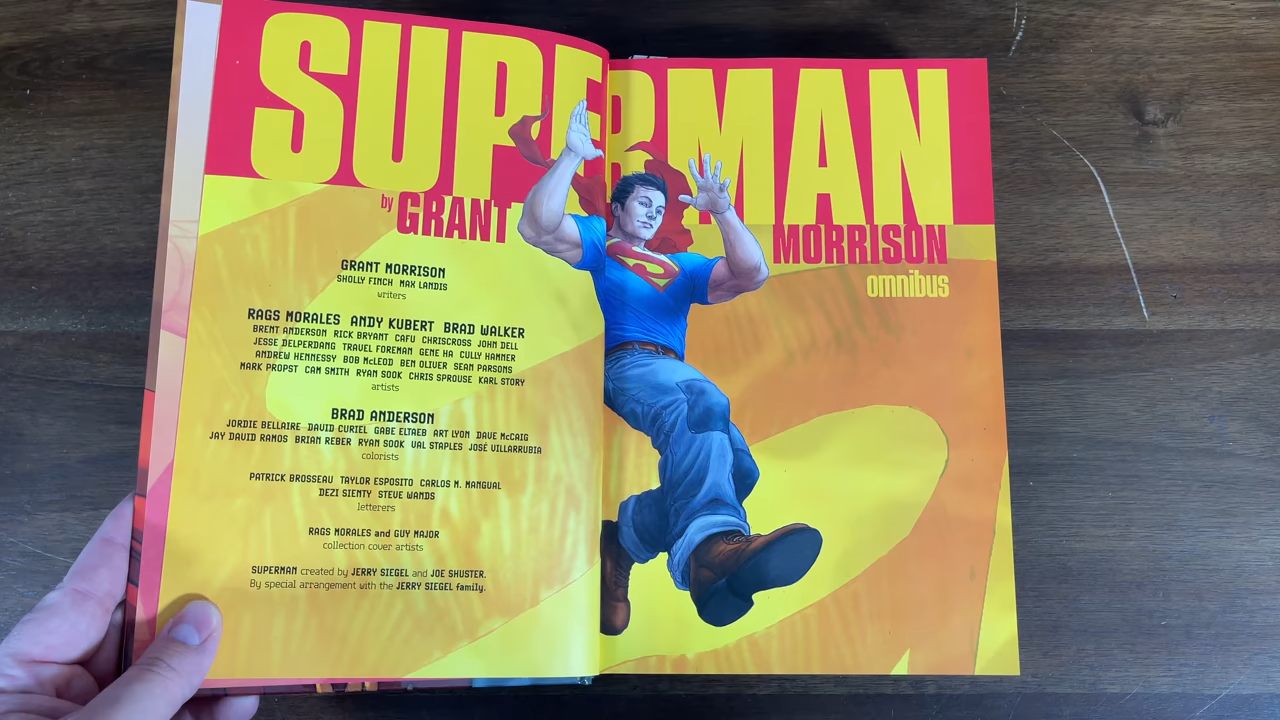 SUPERMAN
by GRANT MORRISON
omnibus
GRANT MORRISON
SHOLLY FINCH MAX LANDIS
writers
RAGS MORALES ANDY KUBERT BRAD WALKER
BRENT ANDERSON RICK BRYANT CAFU CHRISCROSS JOHN DELL
JESSE DELPERDANG TRAVEL FOREMAN GENE HA CULLY HAMNER
ANDREW HENNESSY BOB McLEOD BEN OLIVER SEAN PARSONS
MARK PROPST CAM SMITH RYAN SOOK CHRIS SPROUSE KARL STORY
artists
BRAD ANDERSON
JORDIE BELLAIRE DAVID CURIEL GABE ELTAEB ART LYON DAVE McCAIG
JAY DAVID RAMOS BRIAN REBER RYAN SOOK VAL STAPLES JOSÉ VILLARRUBIA
colorists
PATRICK BROSSEAU TAYLOR ESPOSITO CARLOS M. MANGUAL
DEZI SIENTY STEVE WANDS
letterers
RAGS MORALES and GUY MAJOR
collection cover artists
SUPERMAN created by JERRY SIEGEL and JOE SHUSTER.
By special arrangement with the JERRY SIEGEL family.